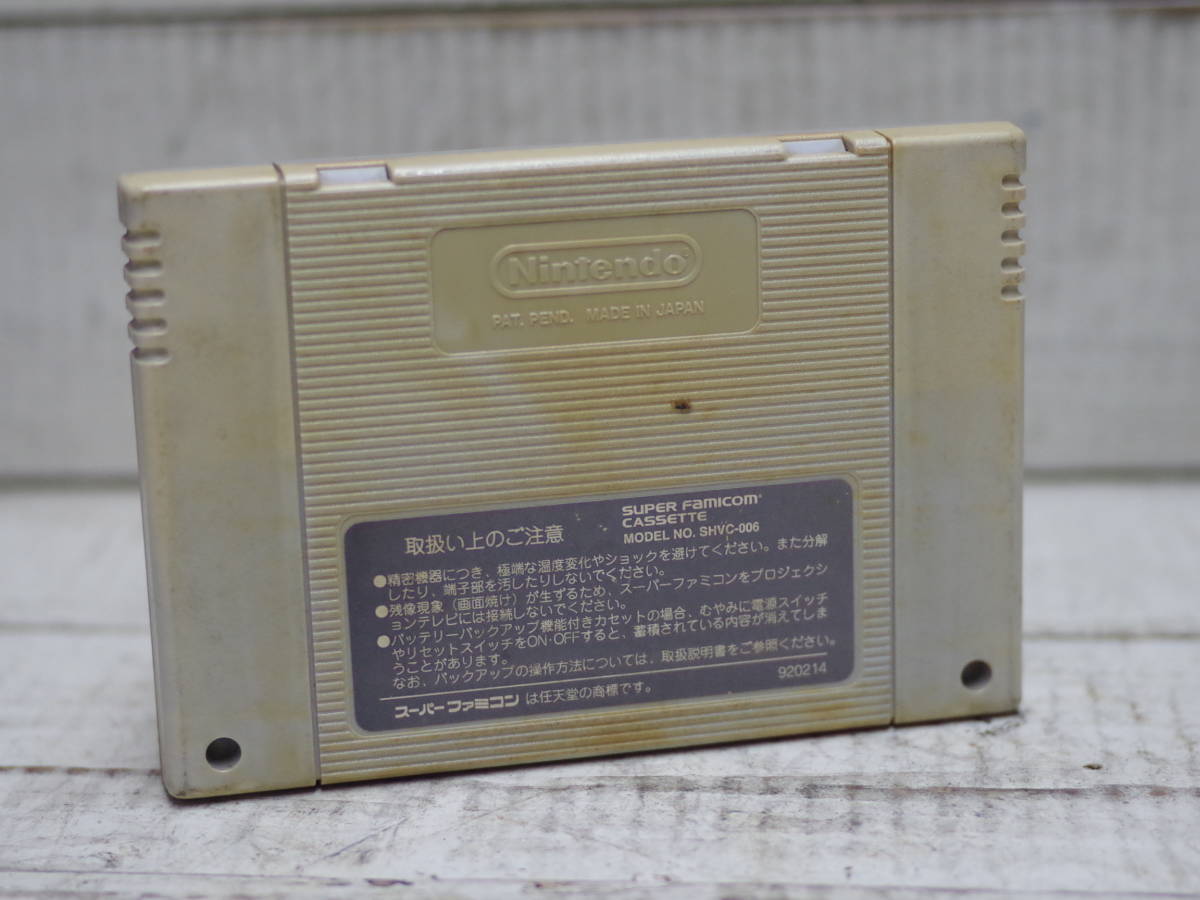 Nintendo
PAT. PEND. MADE IN JAPAN
取扱い上のご注意
SUPER FAMICOM
CASSETTE
MODEL NO. SHVC-006
●精密機器につき、極端な温度変化やショックを避けてください。また分解
したり、端子部を汚したりしないでください。
●残像現象（画面焼け）が生ずるため、スーパーファミコンをプロジェクシ
ョンテレビには接続しないでください。
●バッテリーバックアップ機能付きカセットの場合、むやみに電源スイッチ
やリセットスイッチをON・OFFすると、蓄積されている内容が消えてしま
うことがあります。
なお、バックアップの操作方法については、取扱説明書をご参照ください。
スーパーファミコン は任天堂の商標です。
920214